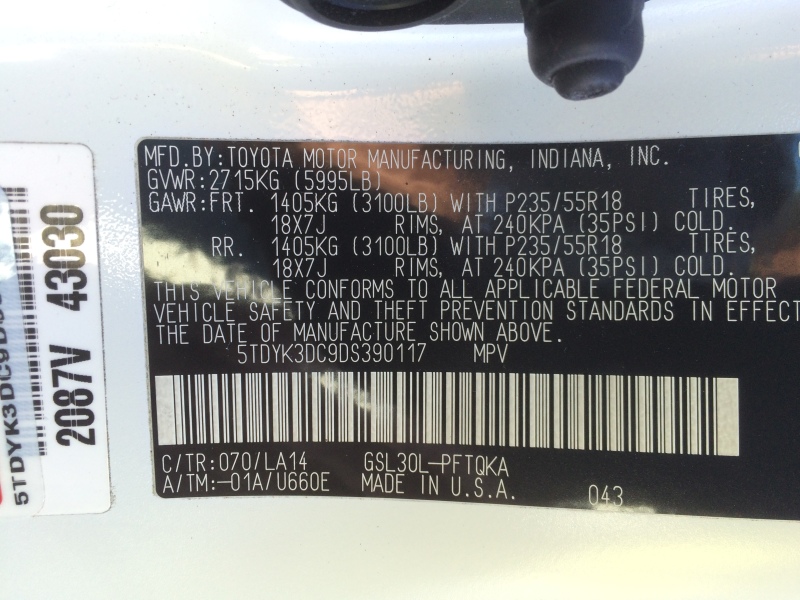 MFD.BY:TOYOTA MOTOR MANUFACTURING, INDIANA, INC.
GVWR:2715KG (5995LB)
GAWR:FRT. 1405KG (3100LB) WITH P235/55R18 TIRES,
18X7J RIMS, AT 240KPA (35PSI) COLD.
RR. 1405KG (3100LB) WITH P235/55R18 TIRES,
18X7J RIMS, AT 240KPA (35PSI) COLD.
THIS VEHICLE CONFORMS TO ALL APPLICABLE FEDERAL MOTOR
VEHICLE SAFETY AND THEFT PREVENTION STANDARDS IN EFFECT
THE DATE OF MANUFACTURE SHOWN ABOVE.
5TDYK3DC9DS390117 MPV
C/TR:070/LA14 GSL30L-PFTQKA
A/TM:-01A/U660E MADE IN U.S.A. 043
2087V 43030